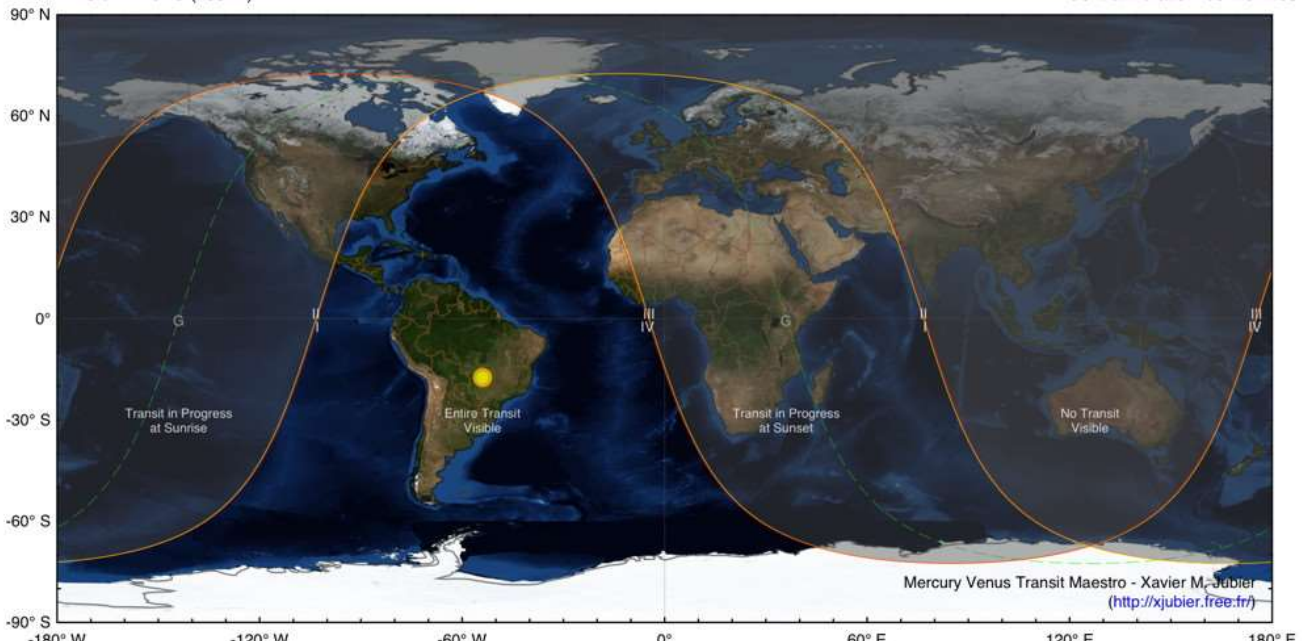 90° N
60° N
30° N
0°
-30° S
-60° S
-90° S
G
II
I
III
IV
G
II
I
III
IV
Transit in Progress
at Sunrise
Entire Transit
Visible
Transit in Progress
at Sunset
No Transit
Visible
Mercury Venus Transit Maestro - Xavier M. Jubier
(http://xjubier.free.fr/)
-180° W
-120° W
-60° W
0°
60° E
120° E
180° E